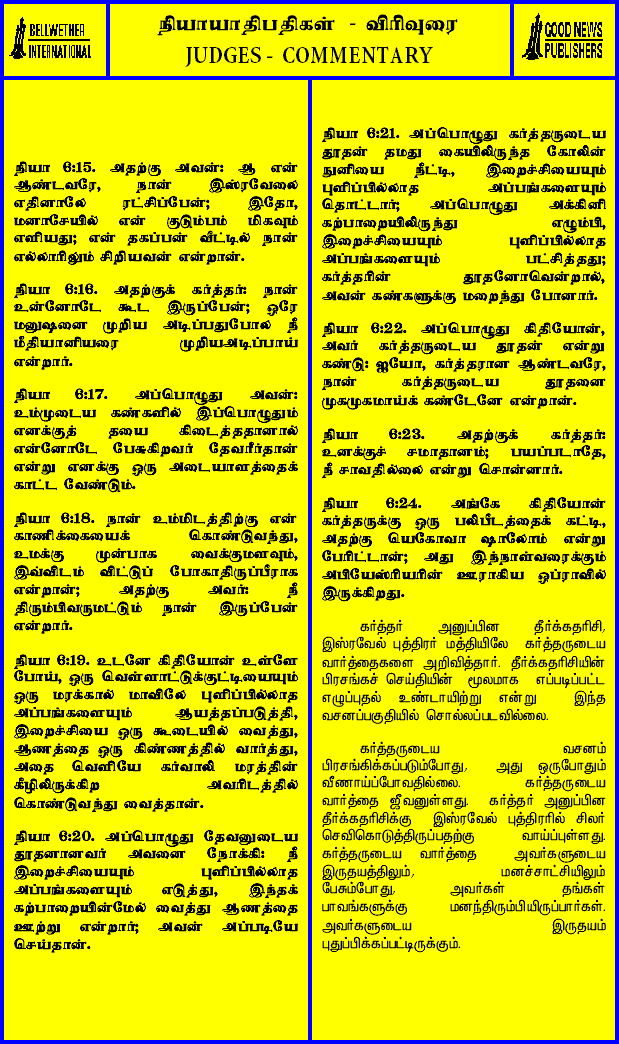 BELLWETHER
INTERNATIONAL
நியாயாதிபதிகள் - விரிவுரை
JUDGES - COMMENTARY
GOOD NEWS
PUBLISHERS
நியா 6:15. அதற்கு அவன்: ஆ என்
ஆண்டவரே, நான் இஸ்ரவேலை
எதினாலே ரட்சிப்பேன்; இதோ,
மனாசேயில் என் குடும்பம் மிகவும்
எளியது; என் தகப்பன் வீட்டில் நான்
எல்லாரிலும் சிறியவன் என்றான்.
நியா 6:16. அதற்குக் கர்த்தர்: நான்
உன்னோடே கூட இருப்பேன்; ஒரே
மனுஷனை முறிய அடிப்பதுபோல நீ
மீதியானியரை முறியஅடிப்பாய்
என்றார்.
நியா 6:17. அப்பொழுது அவன்:
உம்முடைய கண்களில் இப்பொழுதும்
எனக்குத் தயை கிடைத்ததானால்
என்னோடே பேசுகிறவர் தேவரீர்தான்
என்று எனக்கு ஒரு அடையாளத்தைக்
காட்ட வேண்டும்.
நியா 6:18. நான் உம்மிடத்திற்கு என்
காணிக்கையைக் கொண்டுவந்து,
உமக்கு முன்பாக வைக்குமளவும்,
இவ்விடம் விட்டுப் போகாதிருப்பீராக
என்றான்; அதற்கு அவர்: நீ
திரும்பிவருமட்டும் நான் இருப்பேன்
என்றார்.
நியா 6:19. உடனே கிதியோன் உள்ளே
போய், ஒரு வெள்ளாட்டுக்குட்டியையும்
ஒரு மரக்கால் மாவிலே புளிப்பில்லாத
அப்பங்களையும் ஆயத்தப்படுத்தி,
இறைச்சியை ஒரு கூடையில் வைத்து,
ஆணத்தை ஒரு கிண்ணத்தில் வார்த்து,
அதை வெளியே கர்வாலி மரத்தின்
கீழிலிருக்கிற அவரிடத்தில்
கொண்டுவந்து வைத்தான்.
நியா 6:20. அப்பொழுது தேவனுடைய
தூதனானவர் அவனை நோக்கி: நீ
இறைச்சியையும் புளிப்பில்லாத
அப்பங்களையும் எடுத்து, இந்தக்
கற்பாறையின்மேல் வைத்து ஆணத்தை
ஊற்று என்றார்; அவன் அப்படியே
செய்தான்.
நியா 6:21. அப்பொழுது கர்த்தருடைய
தூதன் தமது கையிலிருந்த கோலின்
நுனியை நீட்டி, இறைச்சியையும்
புளிப்பில்லாத அப்பங்களையும்
தொட்டார்; அப்பொழுது அக்கினி
கற்பாறையிலிருந்து எழும்பி,
இறைச்சியையும் புளிப்பில்லாத
அப்பங்களையும் பட்சித்தது;
கர்த்தரின் தூதனோவென்றால்,
அவன் கண்களுக்கு மறைந்து போனார்.
நியா 6:22. அப்பொழுது கிதியோன்,
அவர் கர்த்தருடைய தூதன் என்று
கண்டு: ஐயோ, கர்த்தரான ஆண்டவரே,
நான் கர்த்தருடைய தூதனை
முகமுகமாய்க் கண்டேனே என்றான்.
நியா 6:23. அதற்குக் கர்த்தர்:
உனக்குச் சமாதானம்; பயப்படாதே,
நீ சாவதில்லை என்று சொன்னார்.
நியா 6:24. அங்கே கிதியோன்
கர்த்தருக்கு ஒரு பலிபீடத்தைக் கட்டி,
அதற்கு யெகோவா ஷாலோம் என்று
பேரிட்டான்; அது இந்நாள்வரைக்கும்
அபியேஸ்ரியரின் ஊராகிய ஒப்ராவில்
இருக்கிறது.
கர்த்தர் அனுப்பின தீர்க்கதரிசி,
இஸ்ரவேல் புத்திரர் மத்தியிலே கர்த்தருடைய
வார்த்தைகளை அறிவித்தார். தீர்க்கதரிசியின்
பிரசங்கச் செய்தியின் மூலமாக எப்படிப்பட்ட
எழுப்புதல் உண்டாயிற்று என்று இந்த
வசனப்பகுதியில் சொல்லப்படவில்லை.
கர்த்தருடைய வசனம்
பிரசங்கிக்கப்படும்போது, அது ஒருபோதும்
வீணாய்ப்போவதில்லை. கர்த்தருடைய
வார்த்தை ஜீவனுள்ளது. கர்த்தர் அனுப்பின
தீர்க்கதரிசிக்கு இஸ்ரவேல் புத்திரரில் சிலர்
செவிகொடுத்திருப்பதற்கு வாய்ப்புள்ளது.
கர்த்தருடைய வார்த்தை அவர்களுடைய
இருதயத்திலும், மனச்சாட்சியிலும்
பேசும்போது, அவர்கள் தங்கள்
பாவங்களுக்கு மனந்திரும்பியிருப்பார்கள்.
அவர்களுடைய இருதயம்
புதுப்பிக்கப்பட்டிருக்கும்.